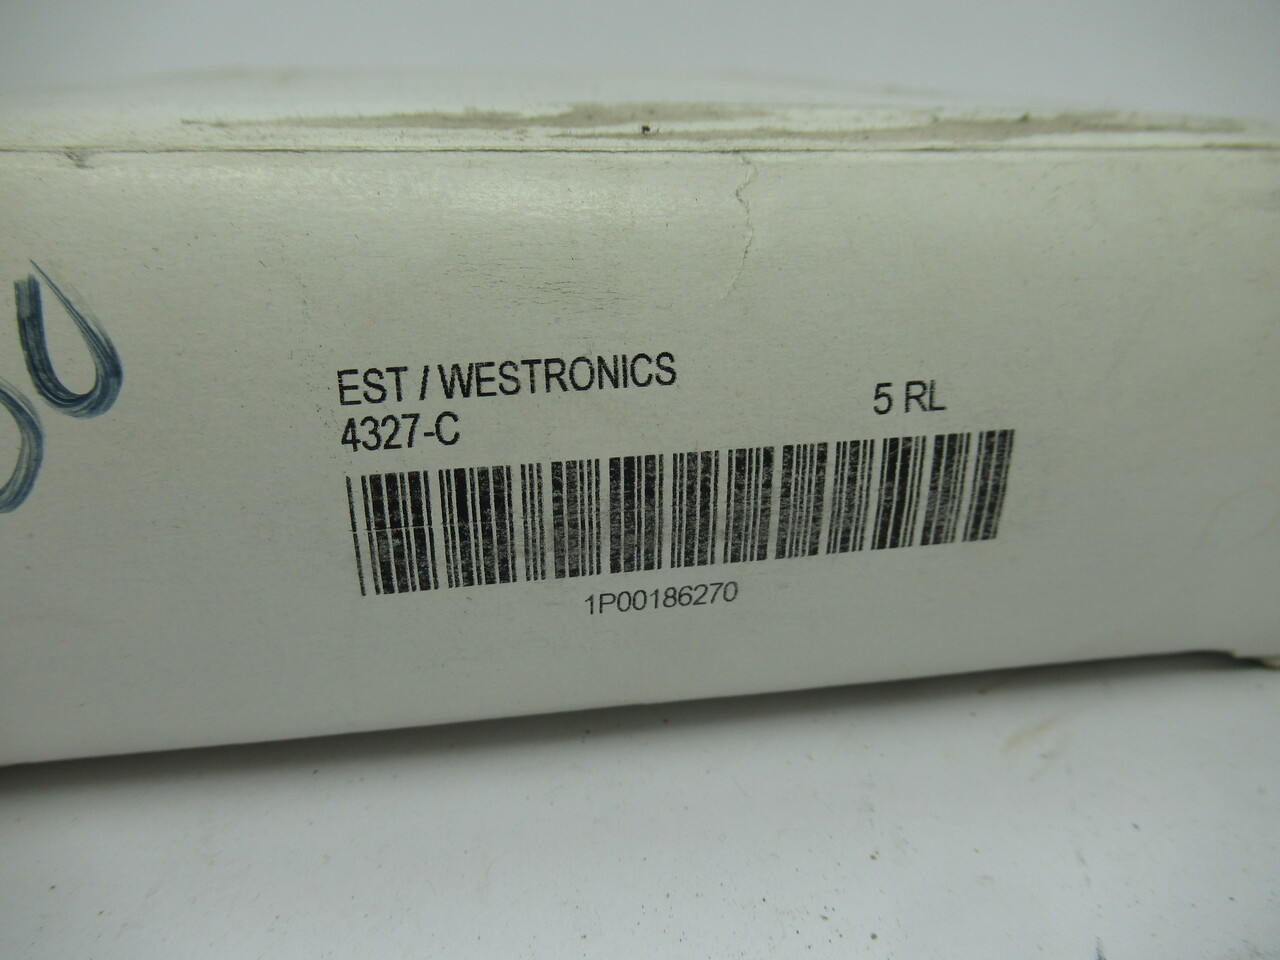 EST / WESTRONICS
4327-C
5 RL
1P00186270